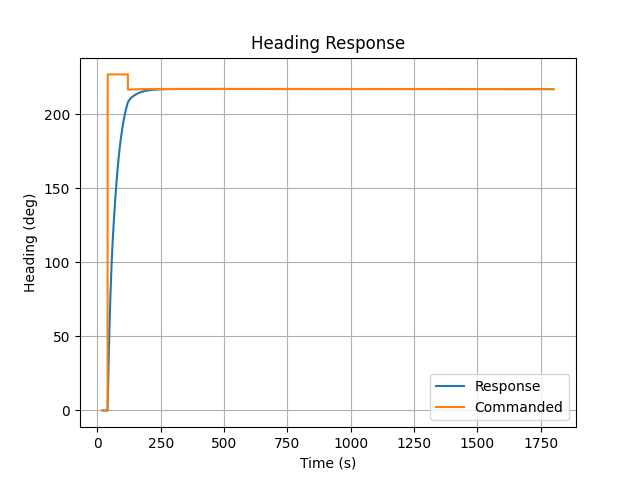 Heading Response
Heading (deg)
200
150
100
50
0
0 250 500 750 1000 1250 1500 1750
Time (s)
Response
Commanded